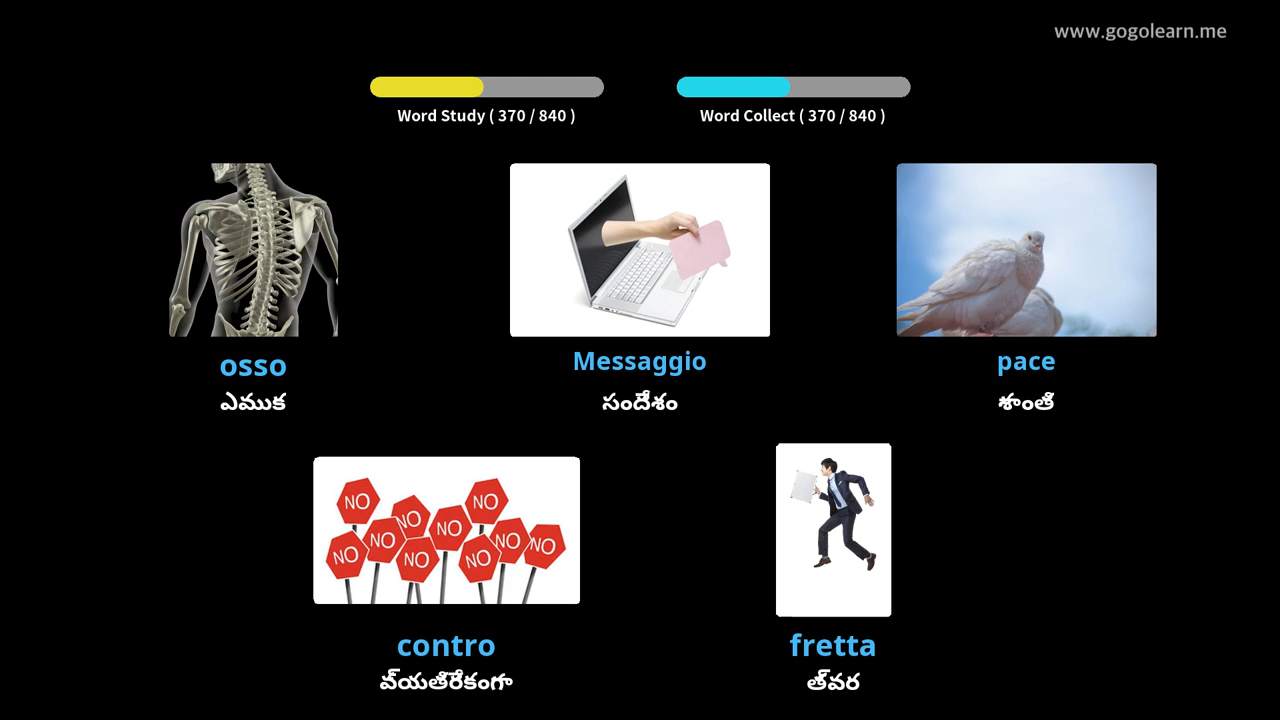 www.gogolearn.me
Word Study ( 370 / 840 )
Word Collect ( 370 / 840 )
osso
ఎముక
Messaggio
సందేశం
pace
శాంతి
NO
NO
NO
NO
NO
NO
NO
NO
NO
NO
contro
వ్యతిరేకంగా
fretta
త్వర